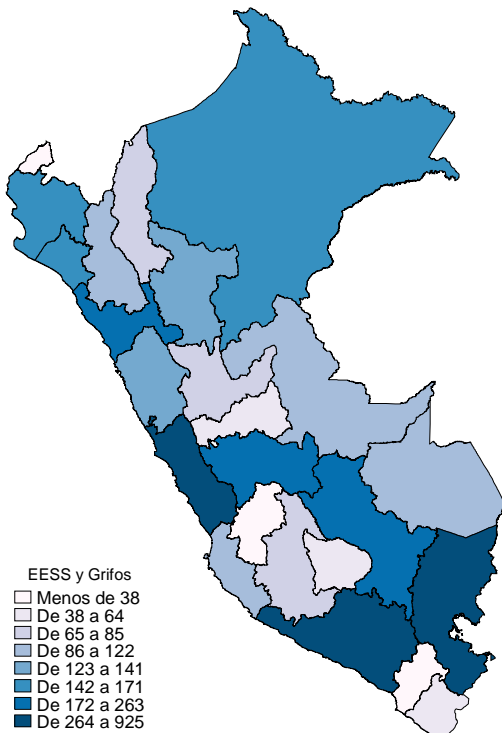 EESS y Grifos
Menos de 38
De 38 a 64
De 65 a 85
De 86 a 122
De 123 a 141
De 142 a 171
De 172 a 263
De 264 a 925